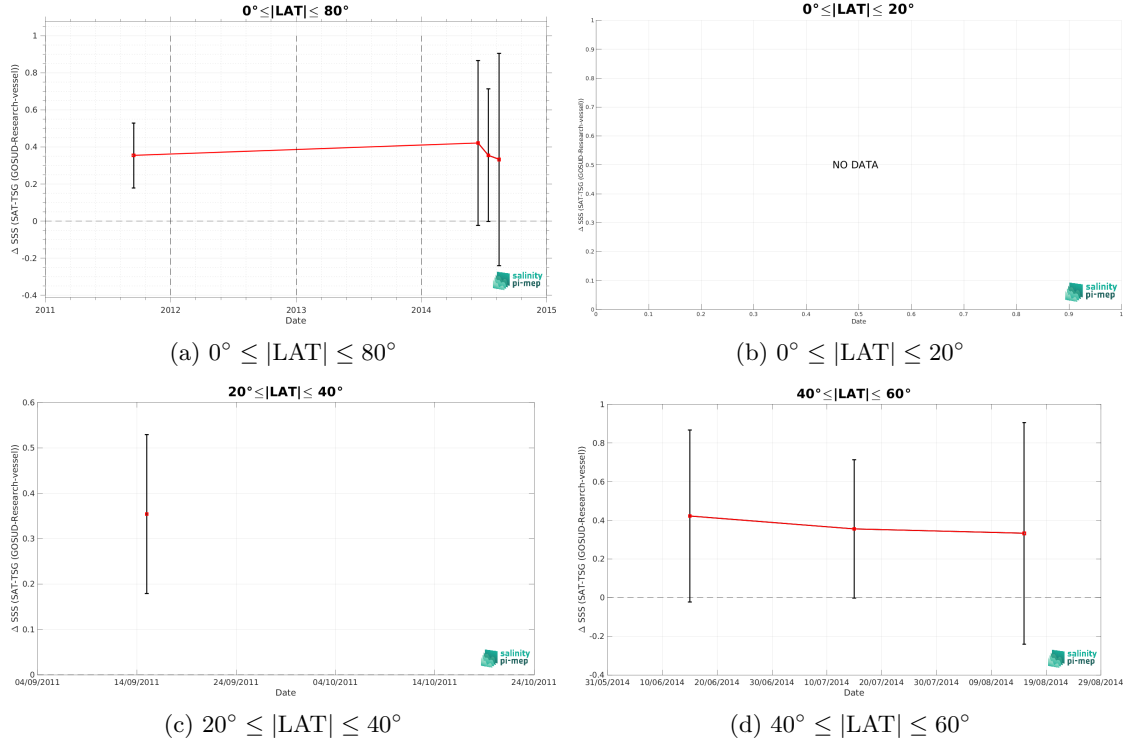 0°≤|LAT|≤ 80°
Δ SSS (SAT-TSG (GOSUD-Research-vessel))
1
0.8
0.6
0.4
0.2
0
-0.2
-0.4
2011 2012 2013 2014 2015
Date
salinity
pi-mep
(a) 0° ≤ |LAT| ≤ 80°
0°≤|LAT|≤ 20°
Δ SSS (SAT-TSG (GOSUD-Research-vessel))
1
0.9
0.8
0.7
0.6
0.5
0.4
0.3
0.2
0.1
0
NO DATA
0 0.1 0.2 0.3 0.4 0.5 0.6 0.7 0.8 0.9 1
Date
salinity
pi-mep
(b) 0° ≤ |LAT| ≤ 20°
20°≤|LAT|≤ 40°
Δ SSS (SAT-TSG (GOSUD-Research-vessel))
0.6
0.5
0.4
0.3
0.2
0.1
0
04/09/2011 14/09/2011 24/09/2011 04/10/2011 14/10/2011 24/10/2011
Date
salinity
pi-mep
(c) 20° ≤ |LAT| ≤ 40°
40°≤|LAT|≤ 60°
Δ SSS (SAT-TSG (GOSUD-Research-vessel))
1
0.8
0.6
0.4
0.2
0
-0.2
-0.4
31/05/2014 10/06/2014 20/06/2014 30/06/2014 10/07/2014 20/07/2014 30/07/2014 09/08/2014 19/08/2014 29/08/2014
Date
salinity
pi-mep
(d) 40° ≤ |LAT| ≤ 60°